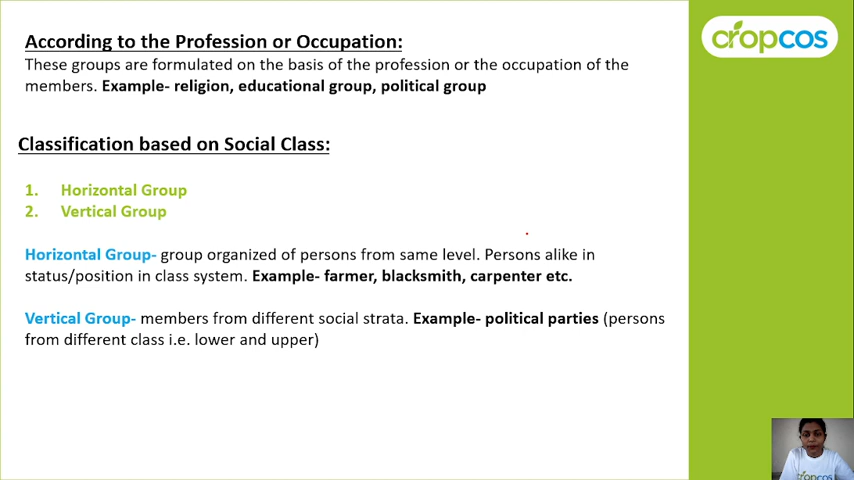 cropcos
According to the Profession or Occupation:
These groups are formulated on the basis of the profession or the occupation of the
members. Example- religion, educational group, political group
Classification based on Social Class:
1. Horizontal Group
2. Vertical Group
Horizontal Group- group organized of persons from same level. Persons alike in
status/position in class system. Example- farmer, blacksmith, carpenter etc.
Vertical Group- members from different social strata. Example- political parties (persons
from different class i.e. lower and upper)
cropcos